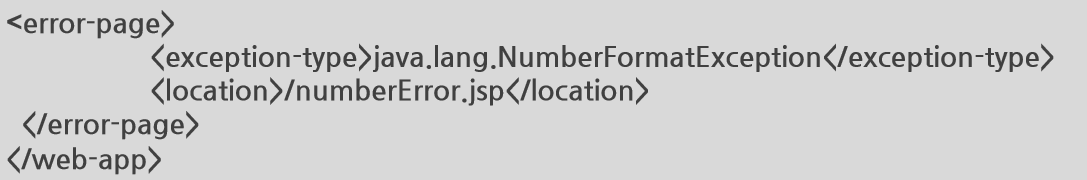 <error-page>
<exception-type>java.lang.NumberFormatException</exception-type>
<location>/numberError.jsp</location>
</error-page>
</web-app>